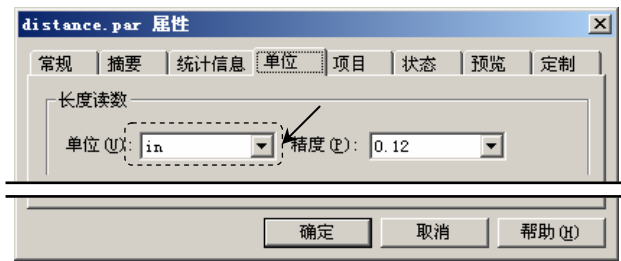 distance.par 属性
常规 摘要 统计信息 单位 项目 状态 预览 定制
长度读数
单位(U): in 精度(P): 0.12
确定 取消 帮助(H)